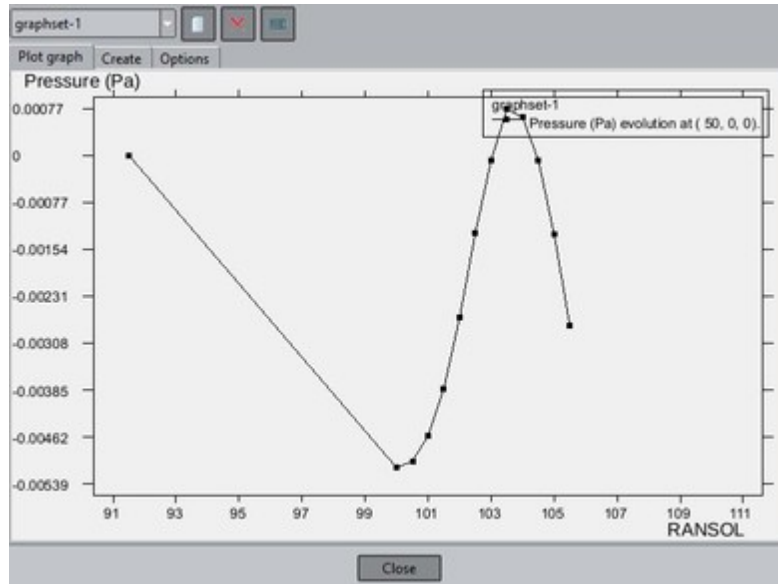 graphset-1
Plot graph Create Options
Pressure (Pa)
graphset-1
Pressure (Pa) evolution at ( 50, 0, 0).
0.00077
0
-0.00077
-0.00154
-0.00231
-0.00308
-0.00385
-0.00462
-0.00539
91 93 95 97 99 101 103 105 107 109 111
RANSOL
Close